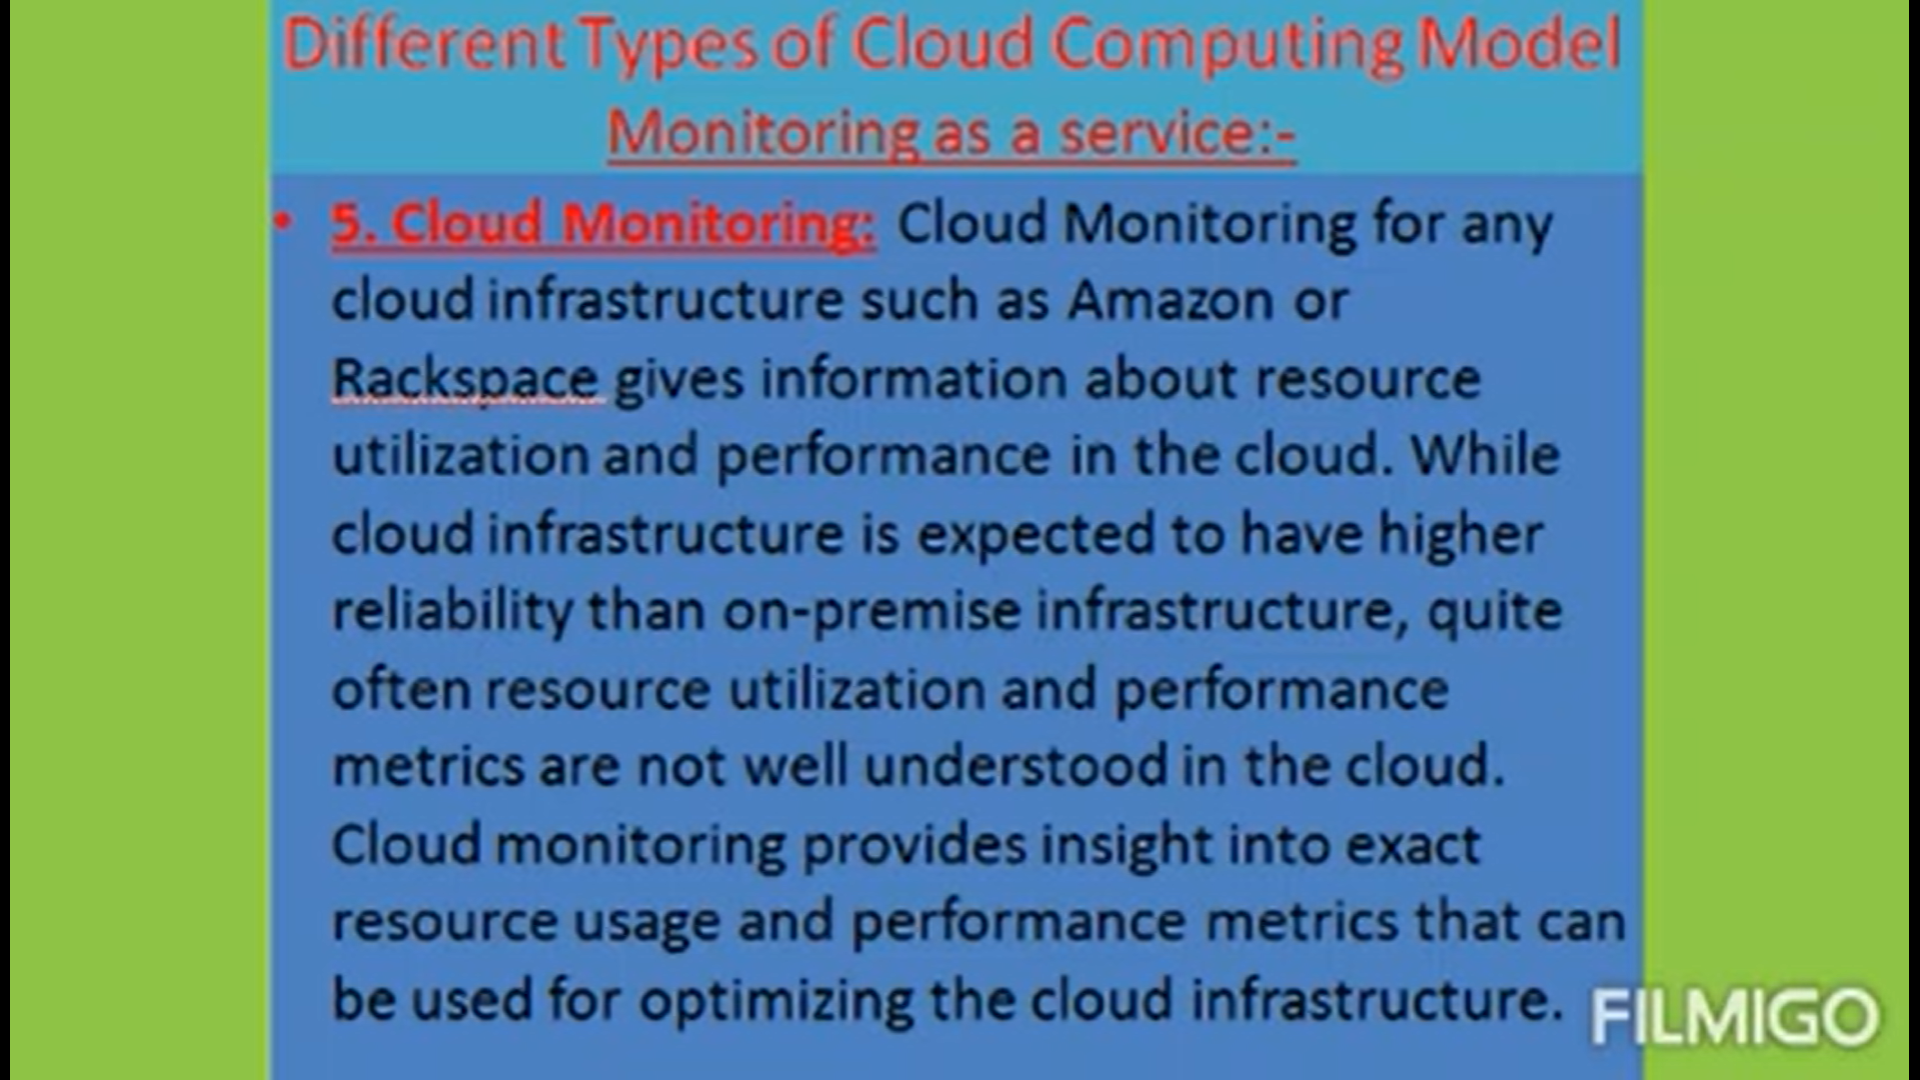 Different Types of Cloud Computing Model
Monitoring as a service:-
• 5. Cloud Monitoring: Cloud Monitoring for any
cloud infrastructure such as Amazon or
Rackspace gives information about resource
utilization and performance in the cloud. While
cloud infrastructure is expected to have higher
reliability than on-premise infrastructure, quite
often resource utilization and performance
metrics are not well understood in the cloud.
Cloud monitoring provides insight into exact
resource usage and performance metrics that can
be used for optimizing the cloud infrastructure.
FILMIGO